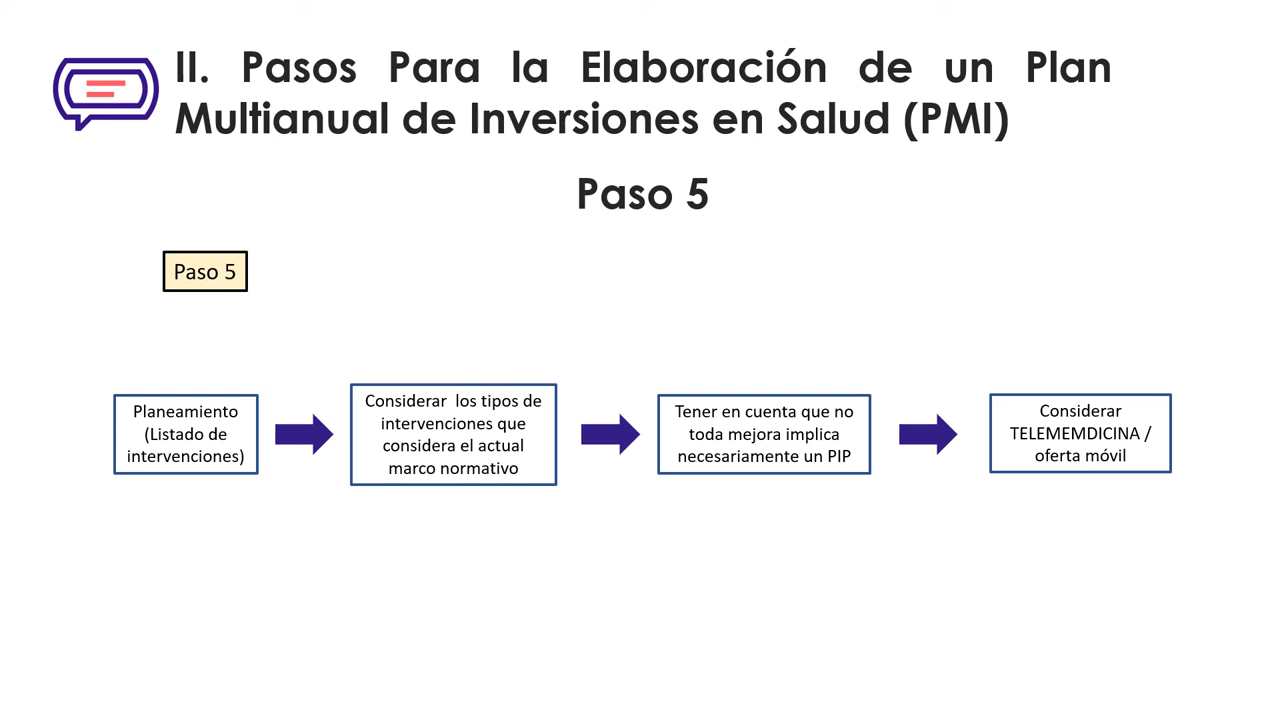 II. Pasos Para la Elaboración de un Plan
Multianual de Inversiones en Salud (PMI)
Paso 5
Paso 5
Planeamiento
(Listado de
intervenciones)
Considerar los tipos de
intervenciones que
considera el actual
marco normativo
Tener en cuenta que no
toda mejora implica
necesariamente un PIP
Considerar
TELEMEMDICINA /
oferta móvil